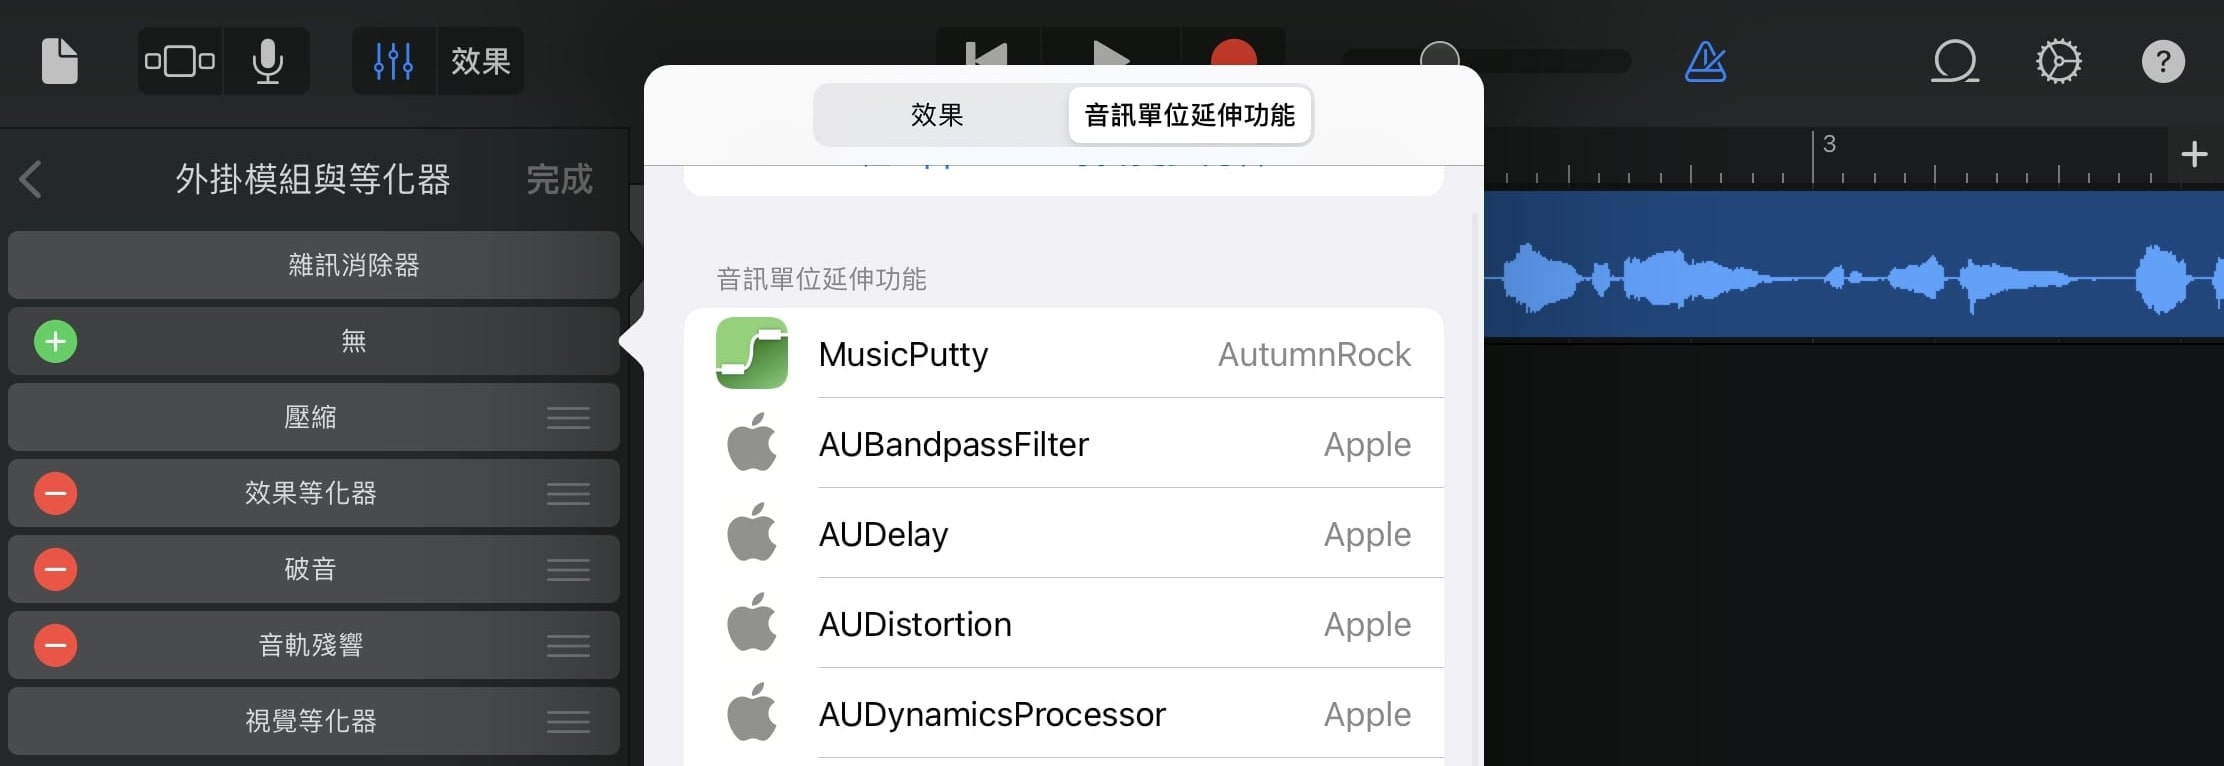 效果
?
效果 音訊單位延伸功能
3
外掛模組與等化器 完成
雜訊消除器
無
壓縮
效果等化器
破音
音軌殘響
視覺等化器
音訊單位延伸功能
MusicPutty AutumnRock
AUBandpassFilter Apple
AUDelay Apple
AUDistortion Apple
AUDynamicsProcessor Apple